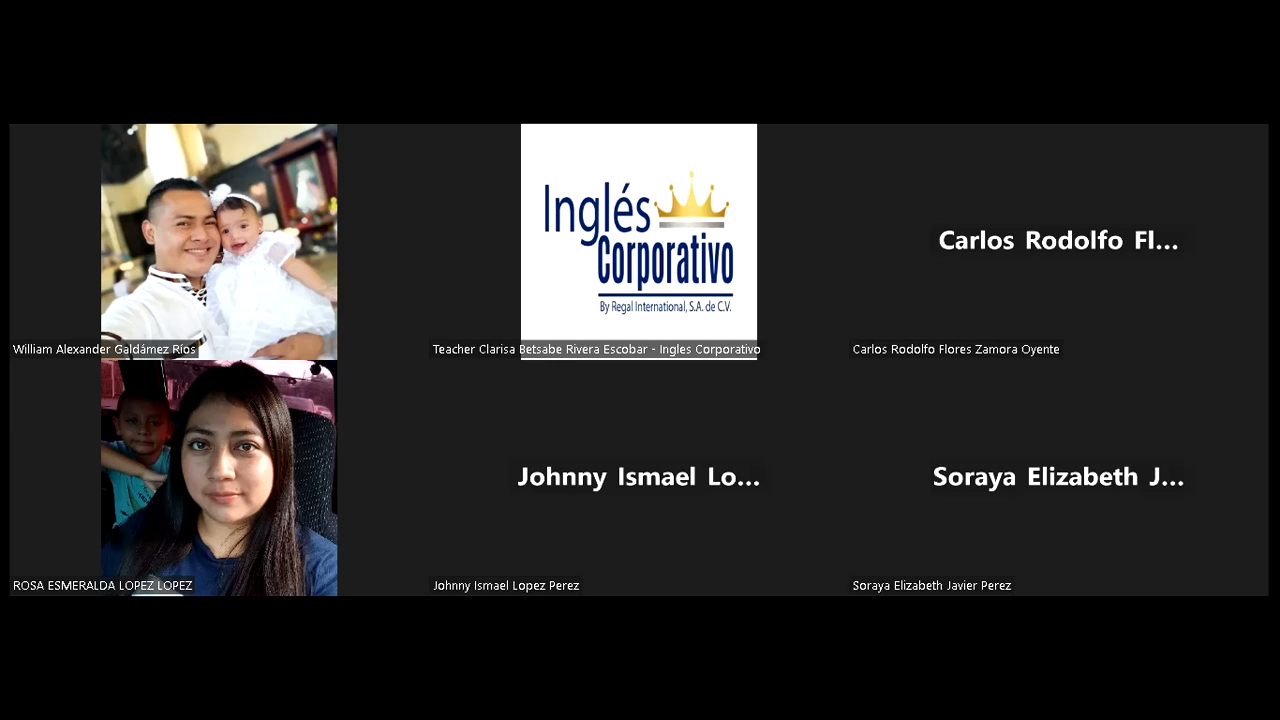 Inglés
Corporativo
By Regal International, S.A. de C.V.
Carlos Rodolfo Fl...
William Alexander Galdámez Ríos
Teacher Clarisa Betsabe Rivera Escobar - Ingles Corporativo
Carlos Rodolfo Flores Zamora Oyente
Johnny Ismael Lo...
Soraya Elizabeth J...
ROSA ESMERALDA LOPEZ LOPEZ
Johnny Ismael Lopez Perez
Soraya Elizabeth Javier Perez